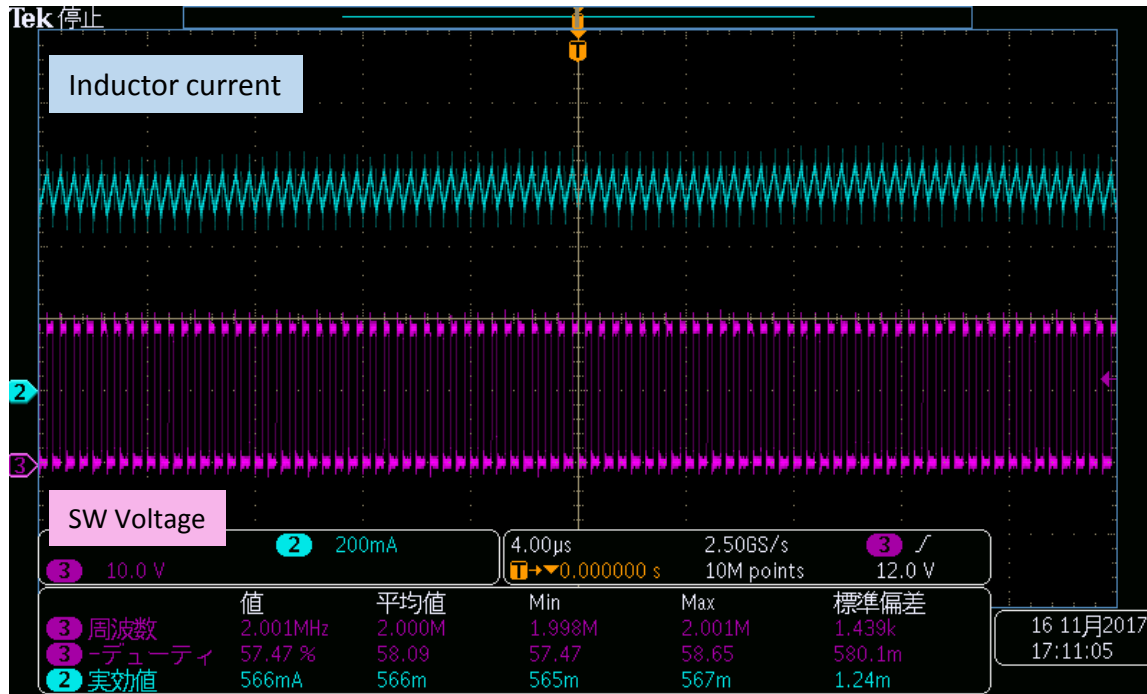 Tek 停止
T
Inductor current
T
2
3
SW Voltage
2 200mA
3 10.0 V
4.00µs 2.50GS/s 3 ノ
T→▼0.000000 s 10M points 12.0 V
値 平均値 Min Max 標準偏差
3 周波数 2.001MHz 2.000M 1.998M 2.001M 1.439k
3 -デューティ 57.47 % 58.09 57.47 58.65 580.1m
2 実効値 566mA 566m 565m 567m 1.24m
16 11月2017
17:11:05